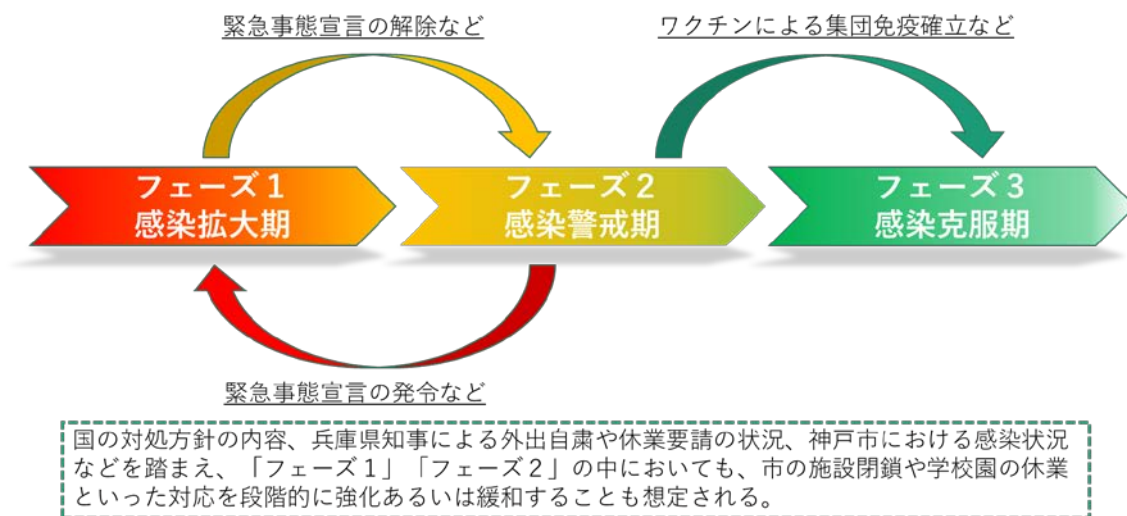 緊急事態宣言の解除など
ワクチンによる集団免疫確立など
フェーズ１
感染拡大期
フェーズ２
感染警戒期
フェーズ３
感染克服期
緊急事態宣言の発令など
国の対処方針の内容、兵庫県知事による外出自粛や休業要請の状況、神戸市における感染状況
などを踏まえ、「フェーズ１」「フェーズ２」の中においても、市の施設閉鎖や学校園の休業
といった対応を段階的に強化あるいは緩和することも想定される。